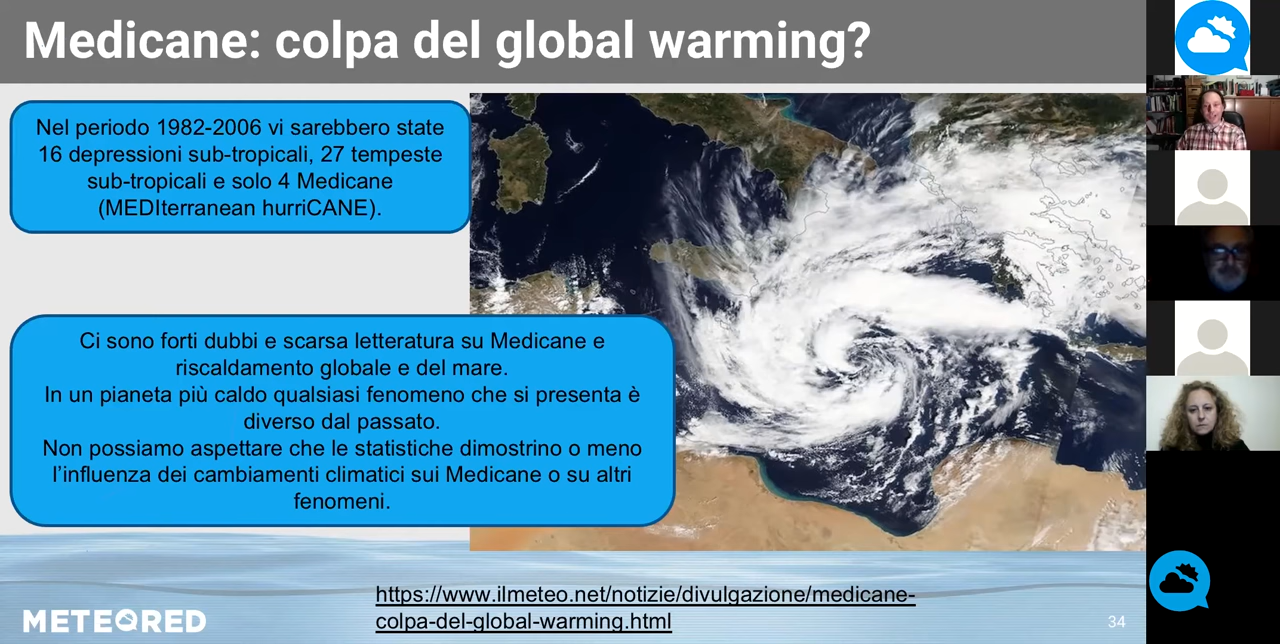 Medicane: colpa del global warming?
Nel periodo 1982-2006 vi sarebbero state
16 depressioni sub-tropicali, 27 tempeste
sub-tropicali e solo 4 Medicane
(MEDIterranean hurriCANE).
Ci sono forti dubbi e scarsa letteratura su Medicane e
riscaldamento globale e del mare.
In un pianeta più caldo qualsiasi fenomeno che si presenta è
diverso dal passato.
Non possiamo aspettare che le statistiche dimostrino o meno
l’influenza dei cambiamenti climatici sui Medicane o su altri
fenomeni.
https://www.ilmeteo.net/notizie/divulgazione/medicane-
colpa-del-global-warming.html
METEORED
34